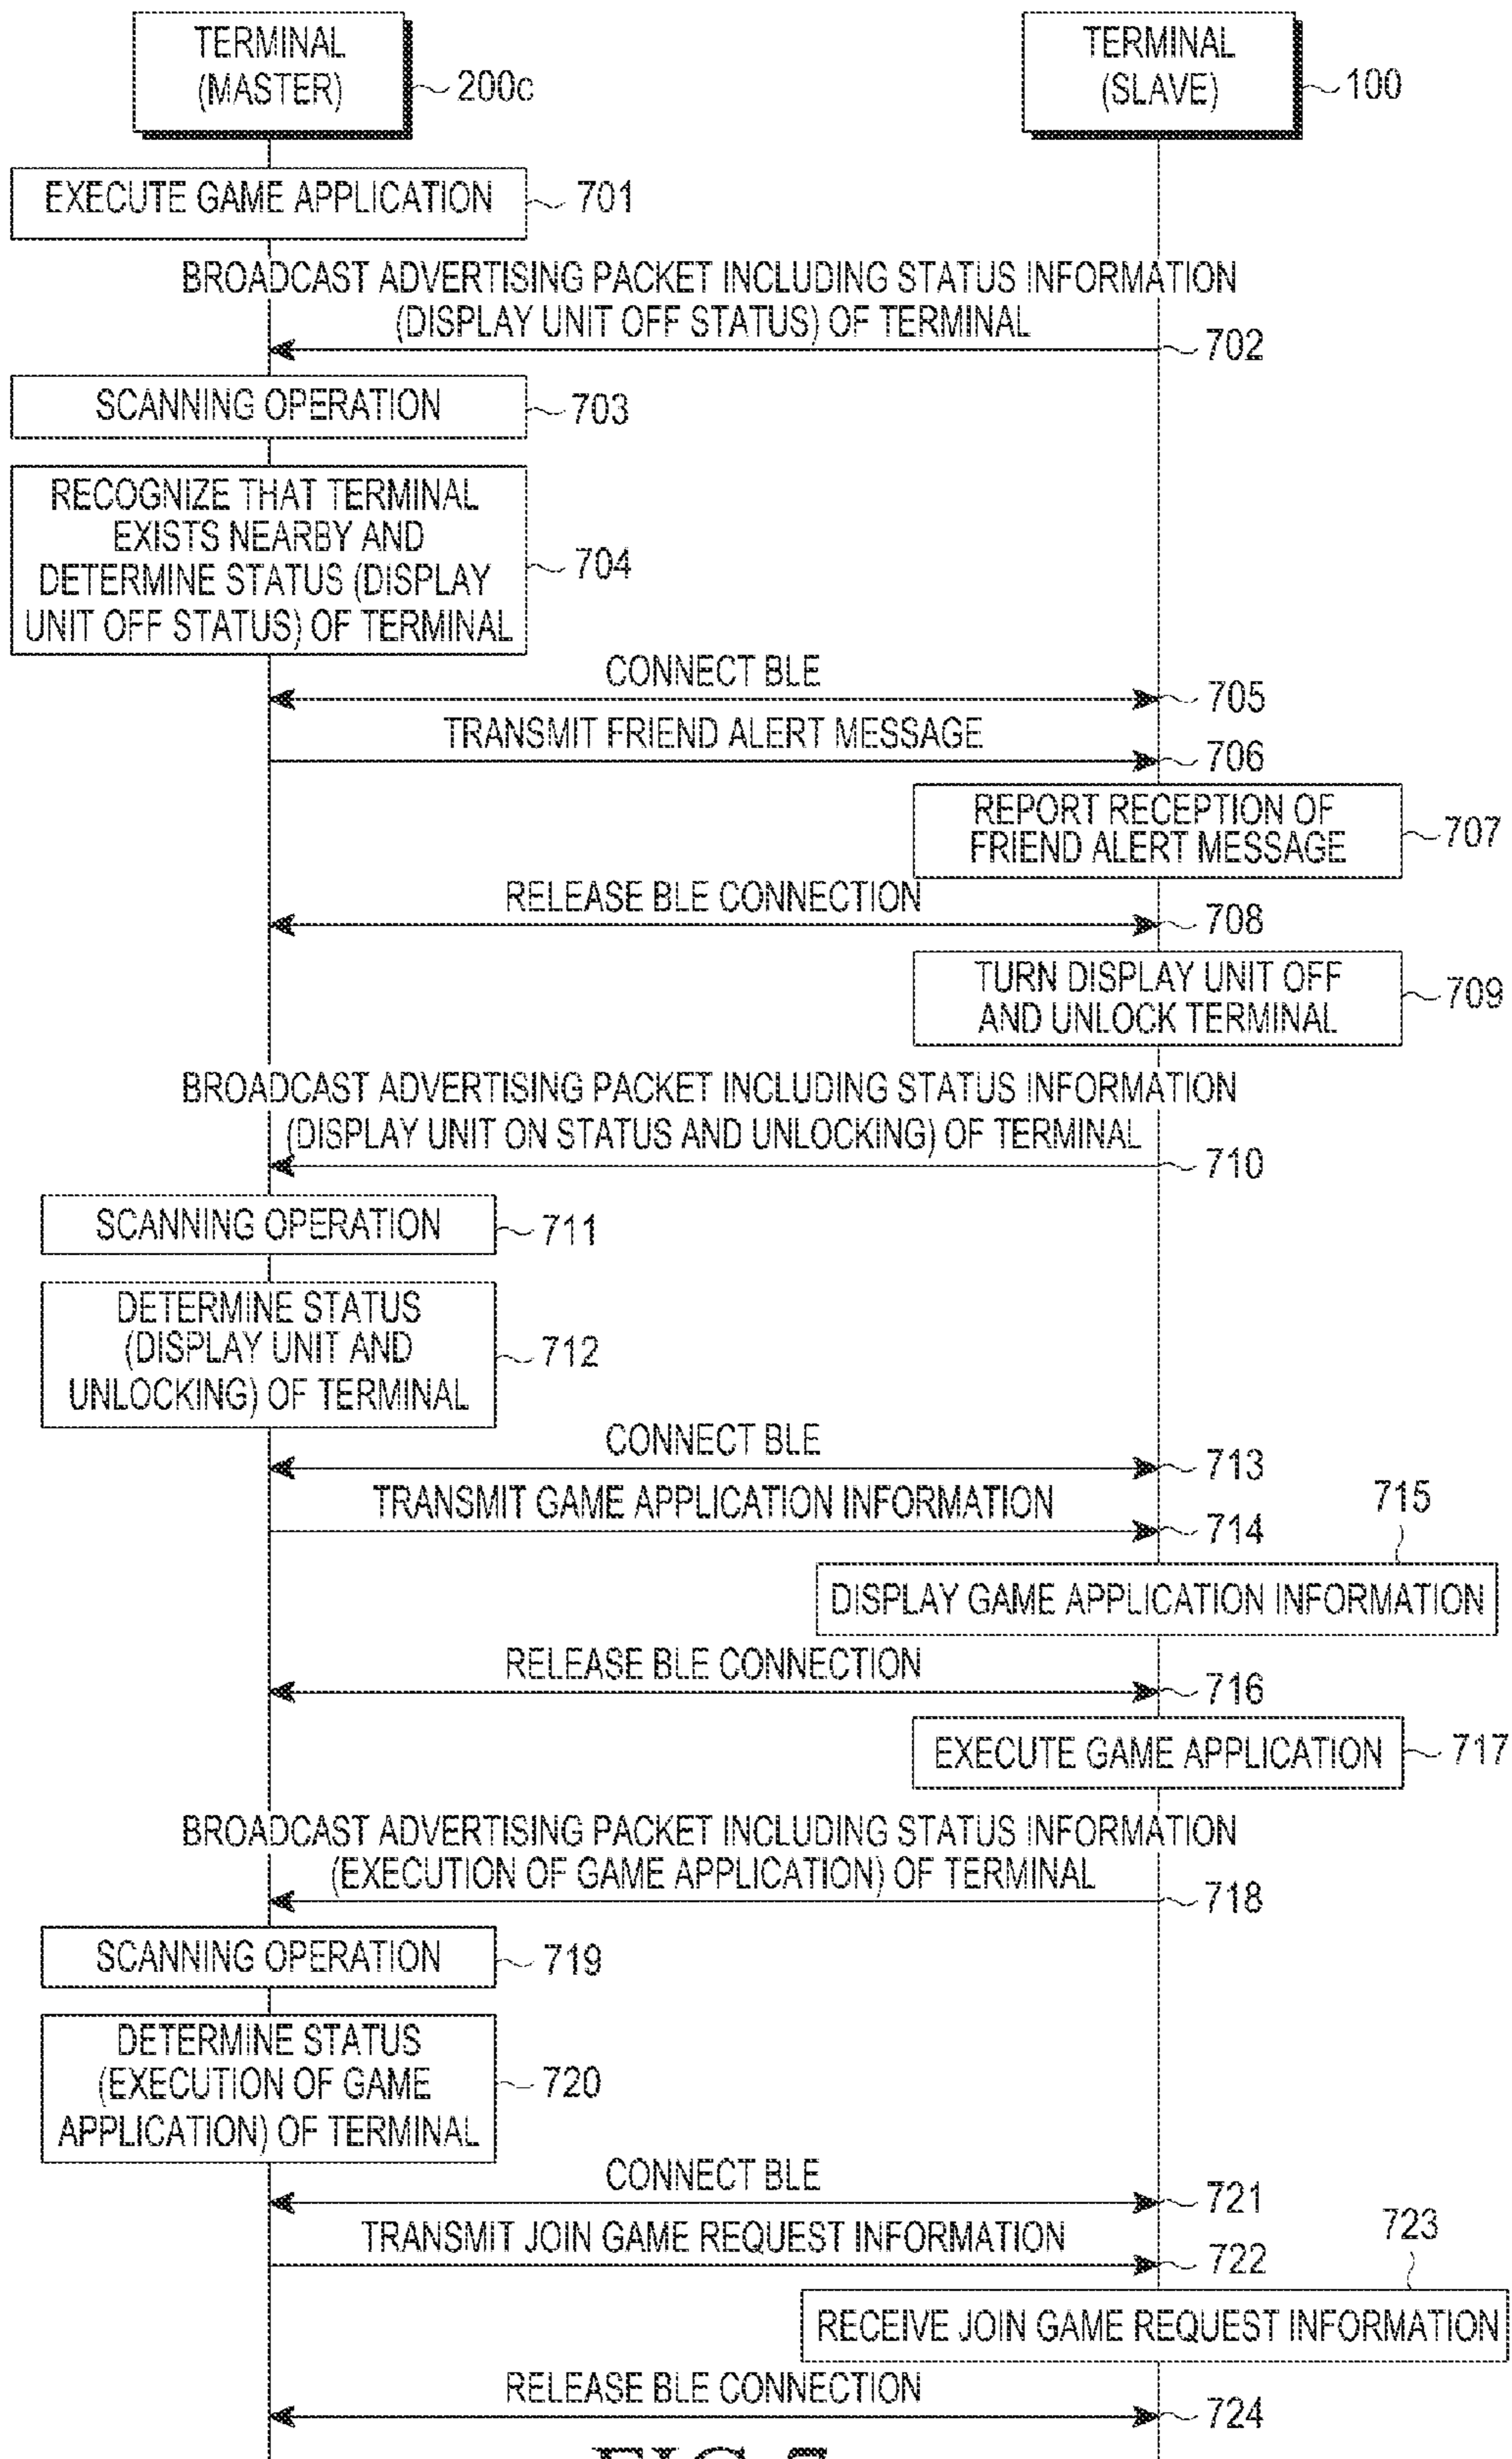 TERMINAL
(MASTER)
200c
TERMINAL
(SLAVE)
100
EXECUTE GAME APPLICATION
701
BROADCAST ADVERTISING PACKET INCLUDING STATUS INFORMATION
(DISPLAY UNIT OFF STATUS) OF TERMINAL
702
SCANNING OPERATION
703
RECOGNIZE THAT TERMINAL
EXISTS NEARBY AND
DETERMINE STATUS (DISPLAY
UNIT OFF STATUS) OF TERMINAL
704
CONNECT BLE
705
TRANSMIT FRIEND ALERT MESSAGE
706
REPORT RECEPTION OF
FRIEND ALERT MESSAGE
707
RELEASE BLE CONNECTION
708
TURN DISPLAY UNIT OFF
AND UNLOCK TERMINAL
709
BROADCAST ADVERTISING PACKET INCLUDING STATUS INFORMATION
(DISPLAY UNIT ON STATUS AND UNLOCKING) OF TERMINAL
710
SCANNING OPERATION
711
DETERMINE STATUS
(DISPLAY UNIT AND
UNLOCKING) OF TERMINAL
712
CONNECT BLE
713
TRANSMIT GAME APPLICATION INFORMATION
714
715
DISPLAY GAME APPLICATION INFORMATION
RELEASE BLE CONNECTION
716
EXECUTE GAME APPLICATION
717
BROADCAST ADVERTISING PACKET INCLUDING STATUS INFORMATION
(EXECUTION OF GAME APPLICATION) OF TERMINAL
718
SCANNING OPERATION
719
DETERMINE STATUS
(EXECUTION OF GAME
APPLICATION) OF TERMINAL
720
CONNECT BLE
721
TRANSMIT JOIN GAME REQUEST INFORMATION
722
723
RECEIVE JOIN GAME REQUEST INFORMATION
RELEASE BLE CONNECTION
724